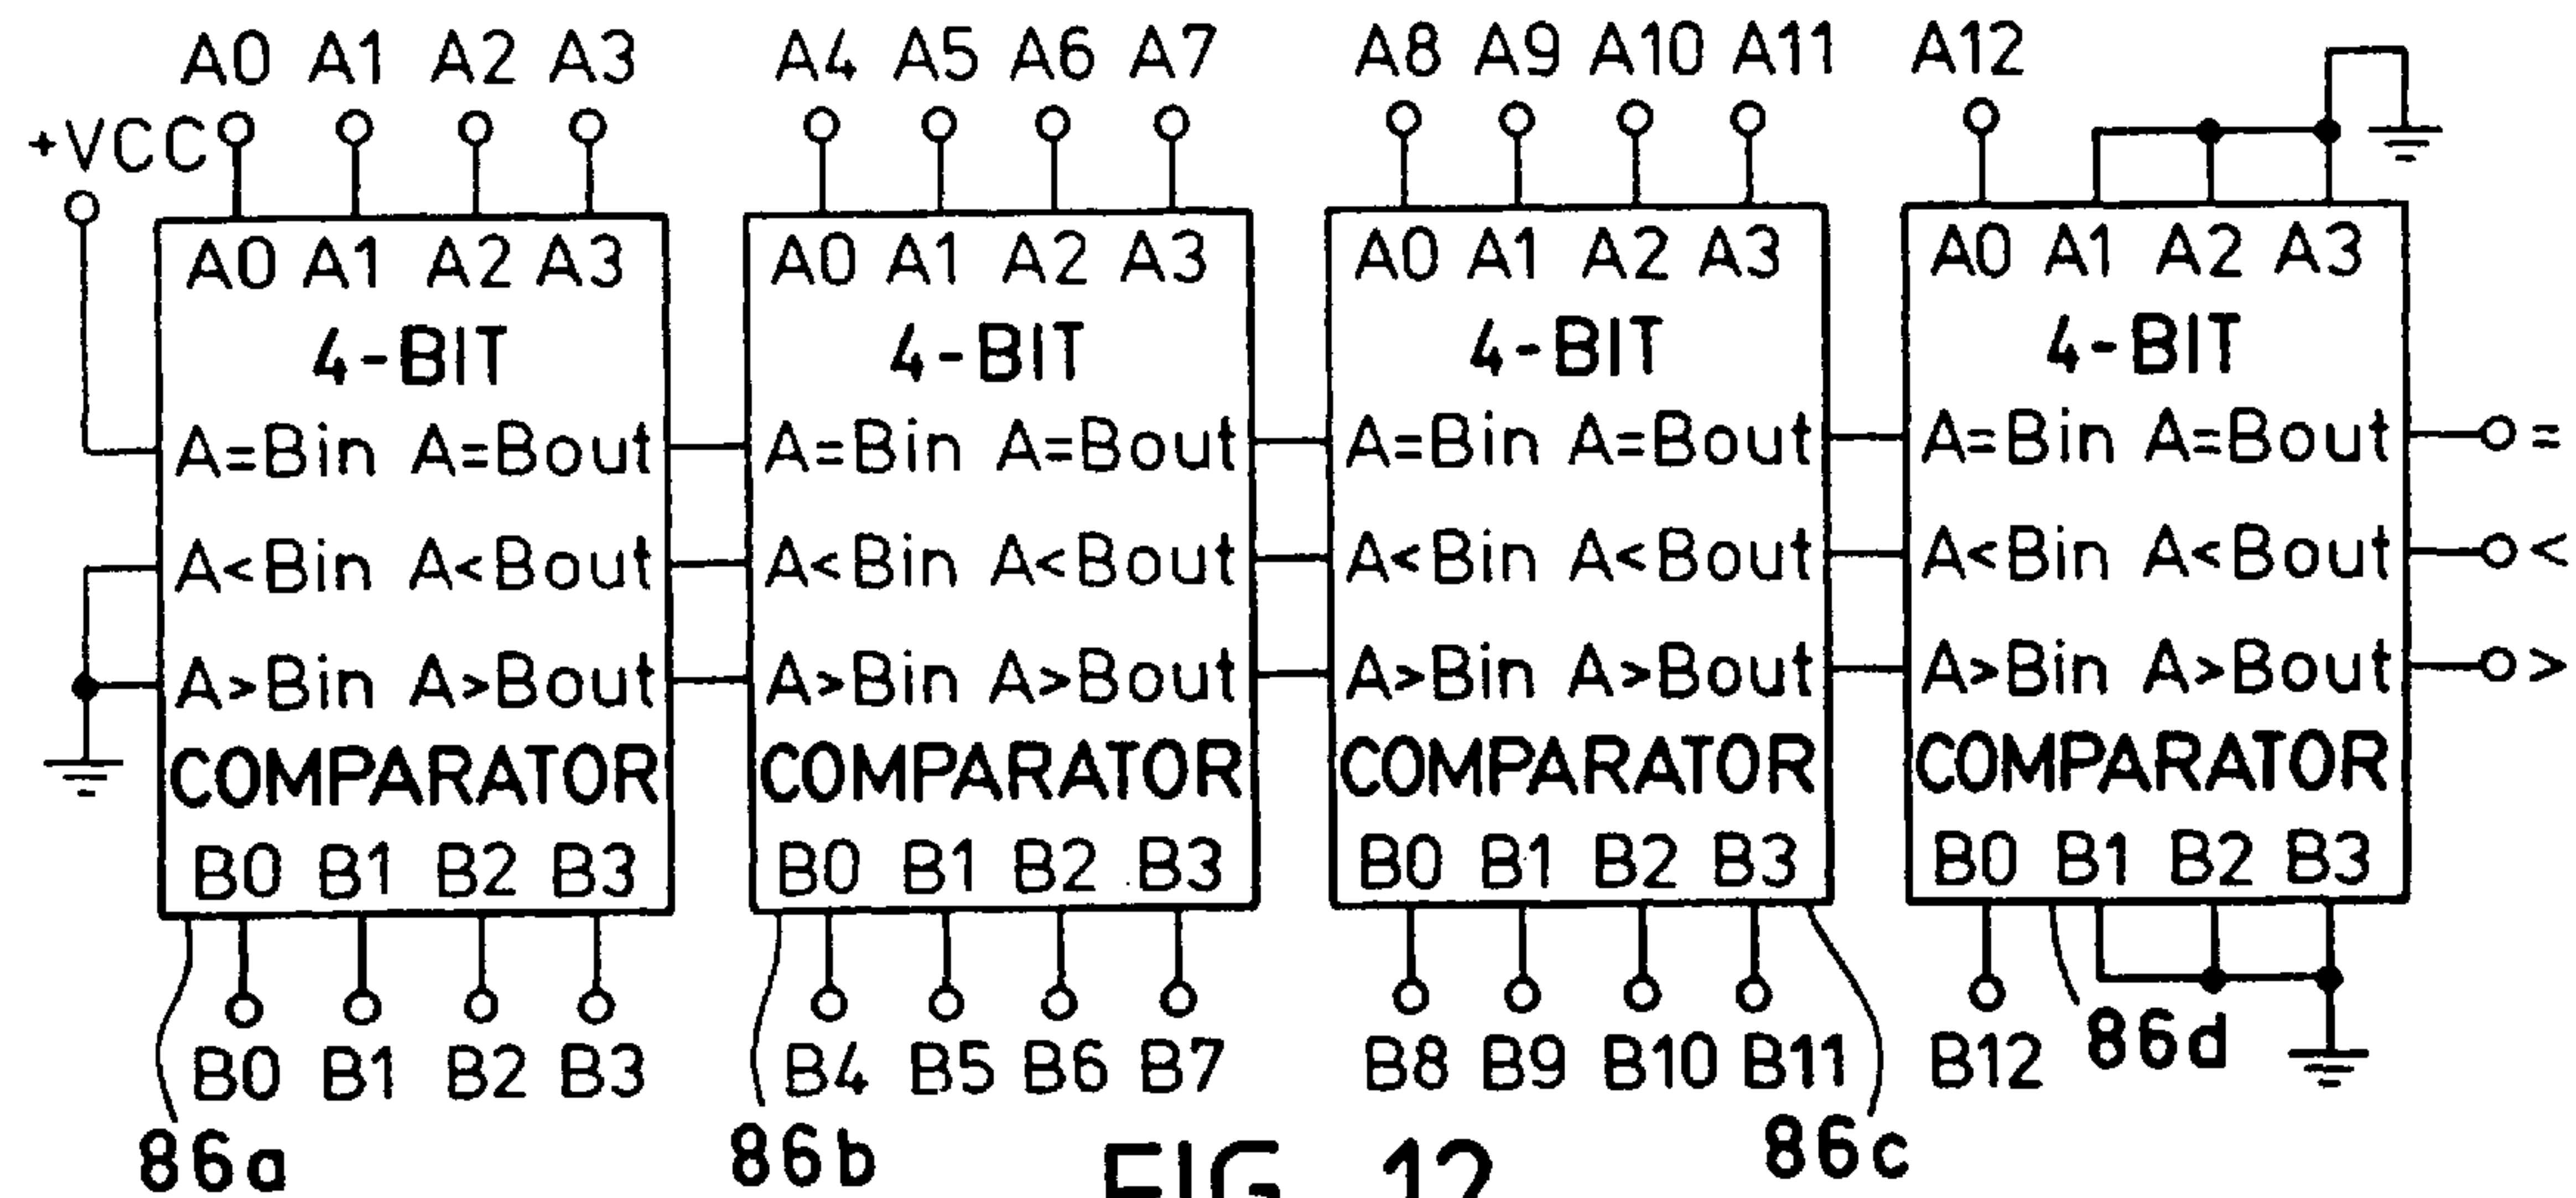 A0 A1 A2 A3 A4 A5 A6 A7 A8 A9 A10 A11 A12
+VCC
A0 A1 A2 A3 A0 A1 A2 A3 A0 A1 A2 A3 A0 A1 A2 A3
4-BIT 4-BIT 4-BIT 4-BIT
A=Bin A=Bout A=Bin A=Bout A=Bin A=Bout A=Bin A=Bout =
A<Bin A<Bout A<Bin A<Bout A<Bin A<Bout A<Bin A<Bout <
A>Bin A>Bout A>Bin A>Bout A>Bin A>Bout A>Bin A>Bout >
COMPARATOR COMPARATOR COMPARATOR COMPARATOR
B0 B1 B2 B3 B0 B1 B2 B3 B0 B1 B2 B3 B0 B1 B2 B3
B0 B1 B2 B3 B4 B5 B6 B7 B8 B9 B10 B11 B12 86d
86a 86b FIG. 12 86c